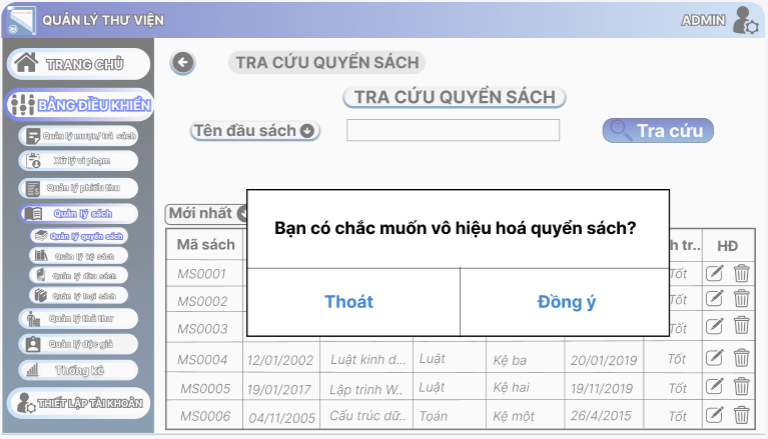 QUẢN LÝ THƯ VIỆN
ADMIN
TRANG CHỦ
TRA CỨU QUYỂN SÁCH
TRA CỨU QUYỂN SÁCH
BẢNG ĐIỀU KHIỂN
Tên đầu sách
Tra cứu
Quản lý mượn/ trả sách
Xử lý vi phạm
Quản lý phiếu thu
Quản lý sách
Quản lý quyển sách
Quản lý kệ sách
Quản lý đầu sách
Quản lý loại sách
Quản lý thủ thư
Quản lý độc giả
Thống kê
THIẾT LẬP TÀI KHOẢN
Mới nhất
Bạn có chắc muốn vô hiệu hoá quyển sách?
Thoát
Đồng ý
Mã sách h tr.. HĐ
MS0001 Tốt
MS0002 Tốt
MS0003 Tốt
MS0004 12/01/2002 Luật kinh d... Luật Kệ ba 20/01/2019 Tốt
MS0005 19/01/2017 Lập trình W.. Luật Kệ hai 19/11/2019 Tốt
MS0006 04/11/2005 Cấu trúc dữ.. Toán Kệ một 26/4/2015 Tốt